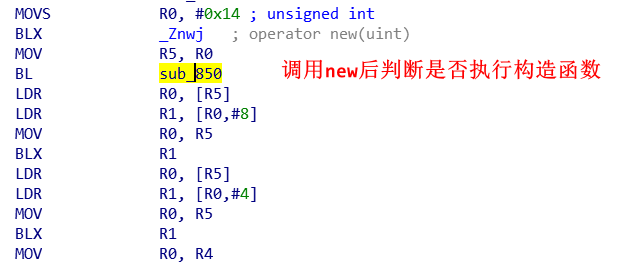 MOVS R0, #0x14 ; unsigned int
BLX _Znwj ; operator new(uint)
MOV R5, R0
BL sub_850
调用new后判断是否执行构造函数
LDR R0, [R5]
LDR R1, [R0,#8]
MOV R0, R5
BLX R1
LDR R0, [R5]
LDR R1, [R0,#4]
MOV R0, R5
BLX R1
MOV R0, R4